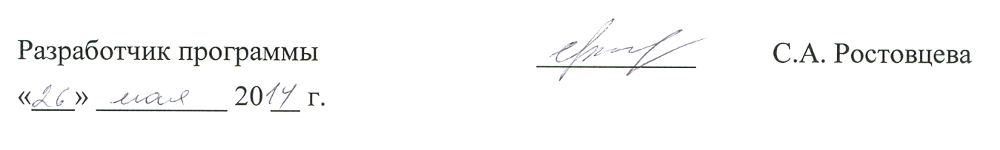 Разработчик программы С.А. Ростовцева
«26» мая 2014 г.